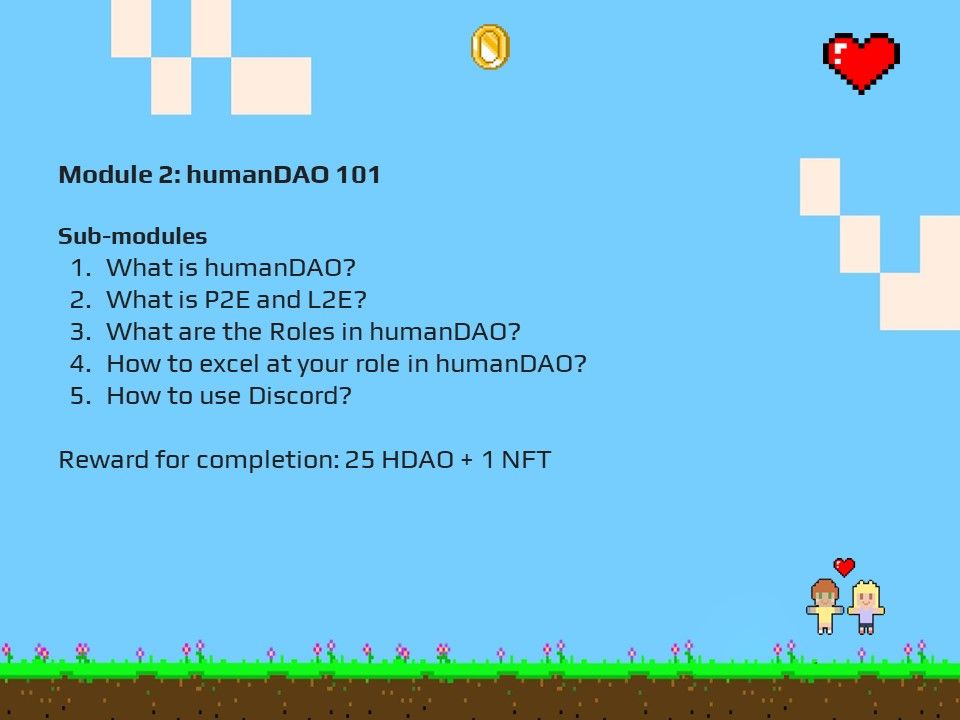 Module 2: humanDAO 101
Sub-modules
1. What is humanDAO?
2. What is P2E and L2E?
3. What are the Roles in humanDAO?
4. How to excel at your role in humanDAO?
5. How to use Discord?
Reward for completion: 25 HDAO + 1 NFT